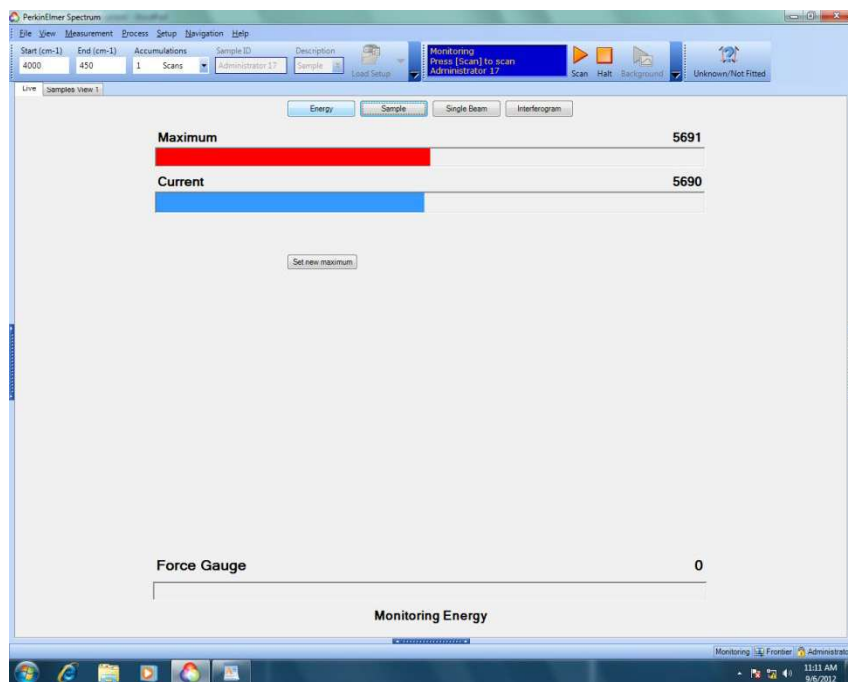 PerkinElmer Spectrum
File View Measurement Process Setup Navigation Help
Start (cm-1) End (cm-1) Accumulations Sample ID Description
4000 450 1 Scans Administrator 17 Sample Load Setup
Monitoring
Press [Scan] to scan
Administrator 17
Scan Halt Background Unknown/Not Fitted
Live Samples View 1
Energy Sample Single Beam Interferogram
Maximum 5691
Current 5690
Set new maximum
Force Gauge 0
Monitoring Energy
Monitoring Frontier Administrato
11:11 AM
9/6/2012